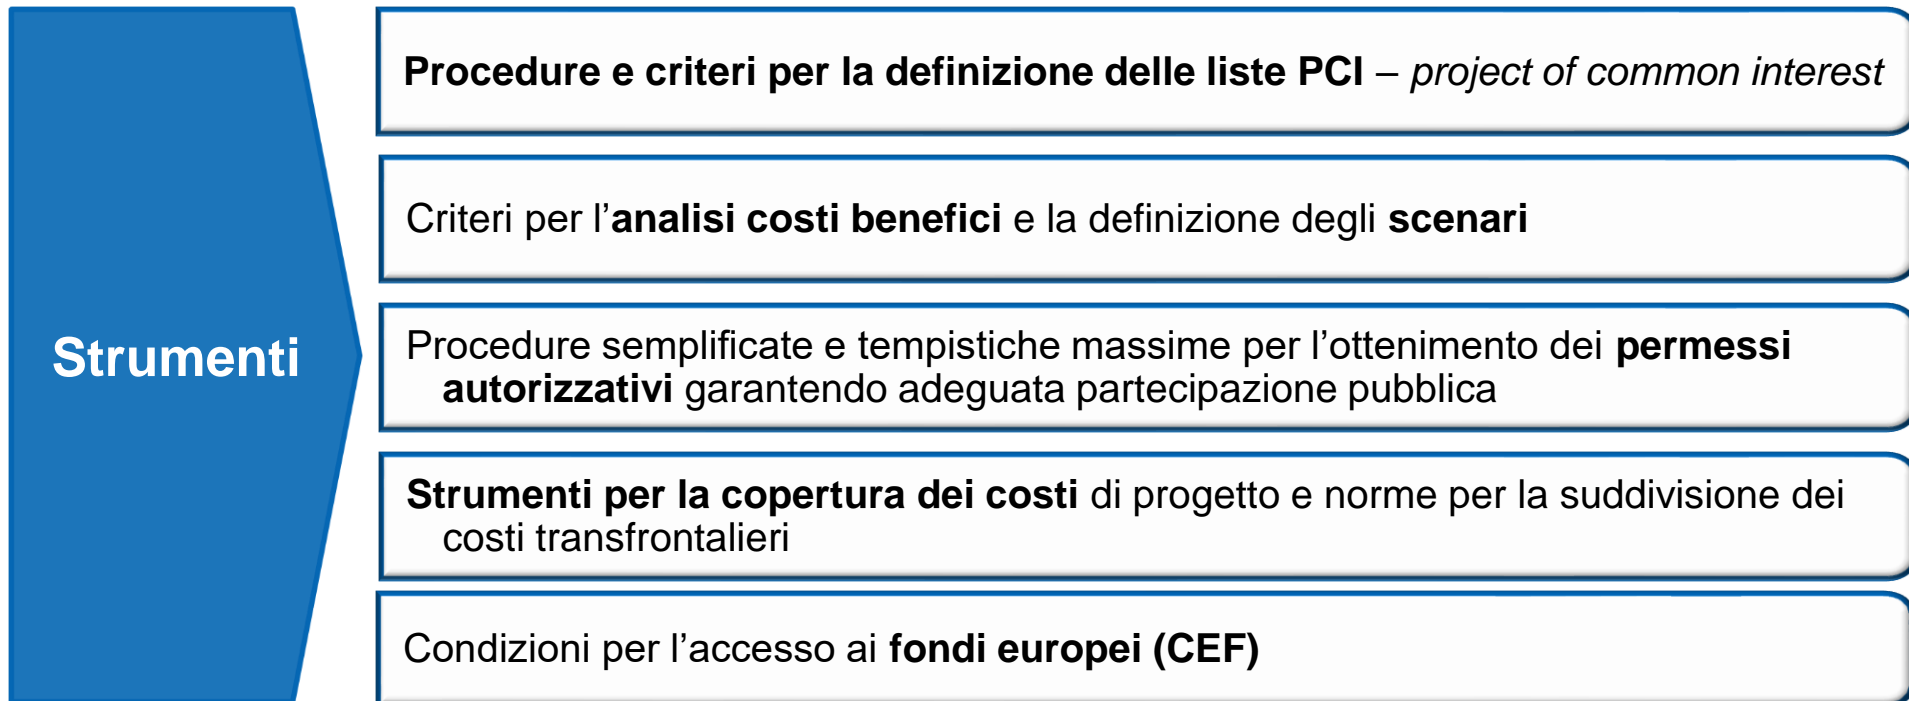 Strumenti
Procedure e criteri per la definizione delle liste PCI – project of common interest
Criteri per l’analisi costi benefici e la definizione degli scenari
Procedure semplificate e tempistiche massime per l’ottenimento dei permessi
autorizzativi garantendo adeguata partecipazione pubblica
Strumenti per la copertura dei costi di progetto e norme per la suddivisione dei
costi transfrontalieri
Condizioni per l’accesso ai fondi europei (CEF)